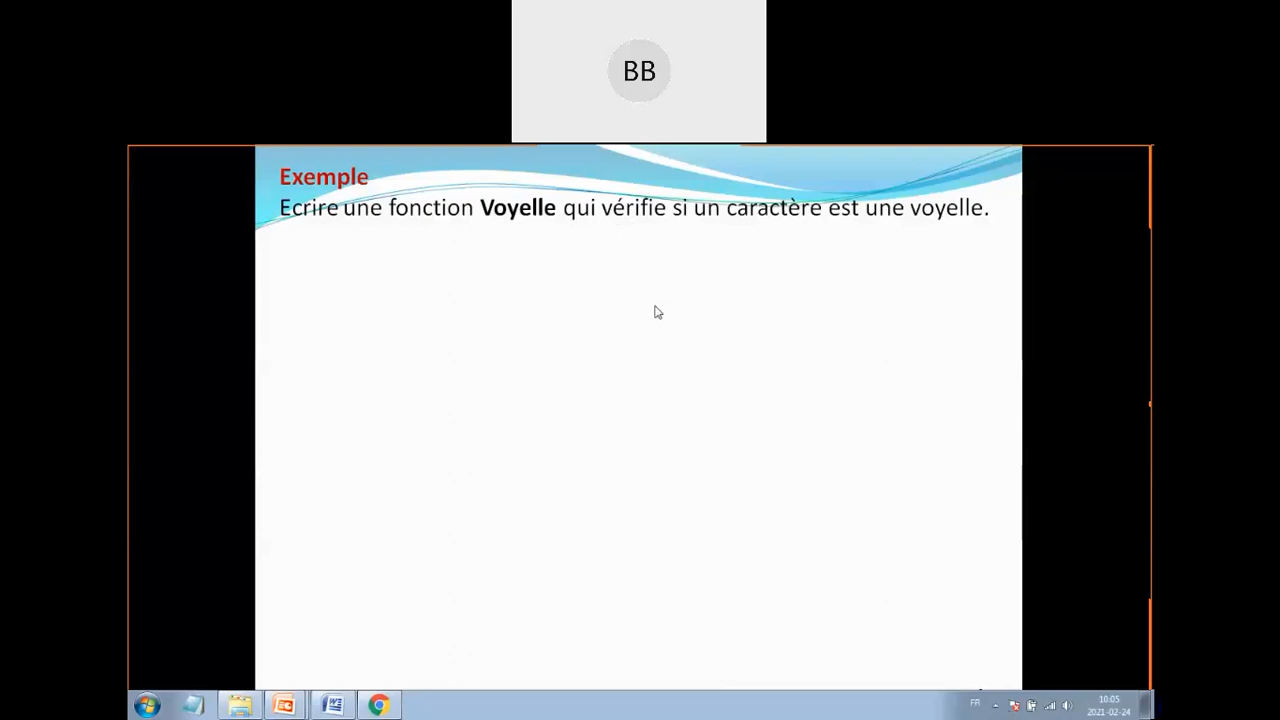 BB
Exemple
Ecrire une fonction Voyelle qui vérifie si un caractère est une voyelle.
FR
10:05
2021-02-24